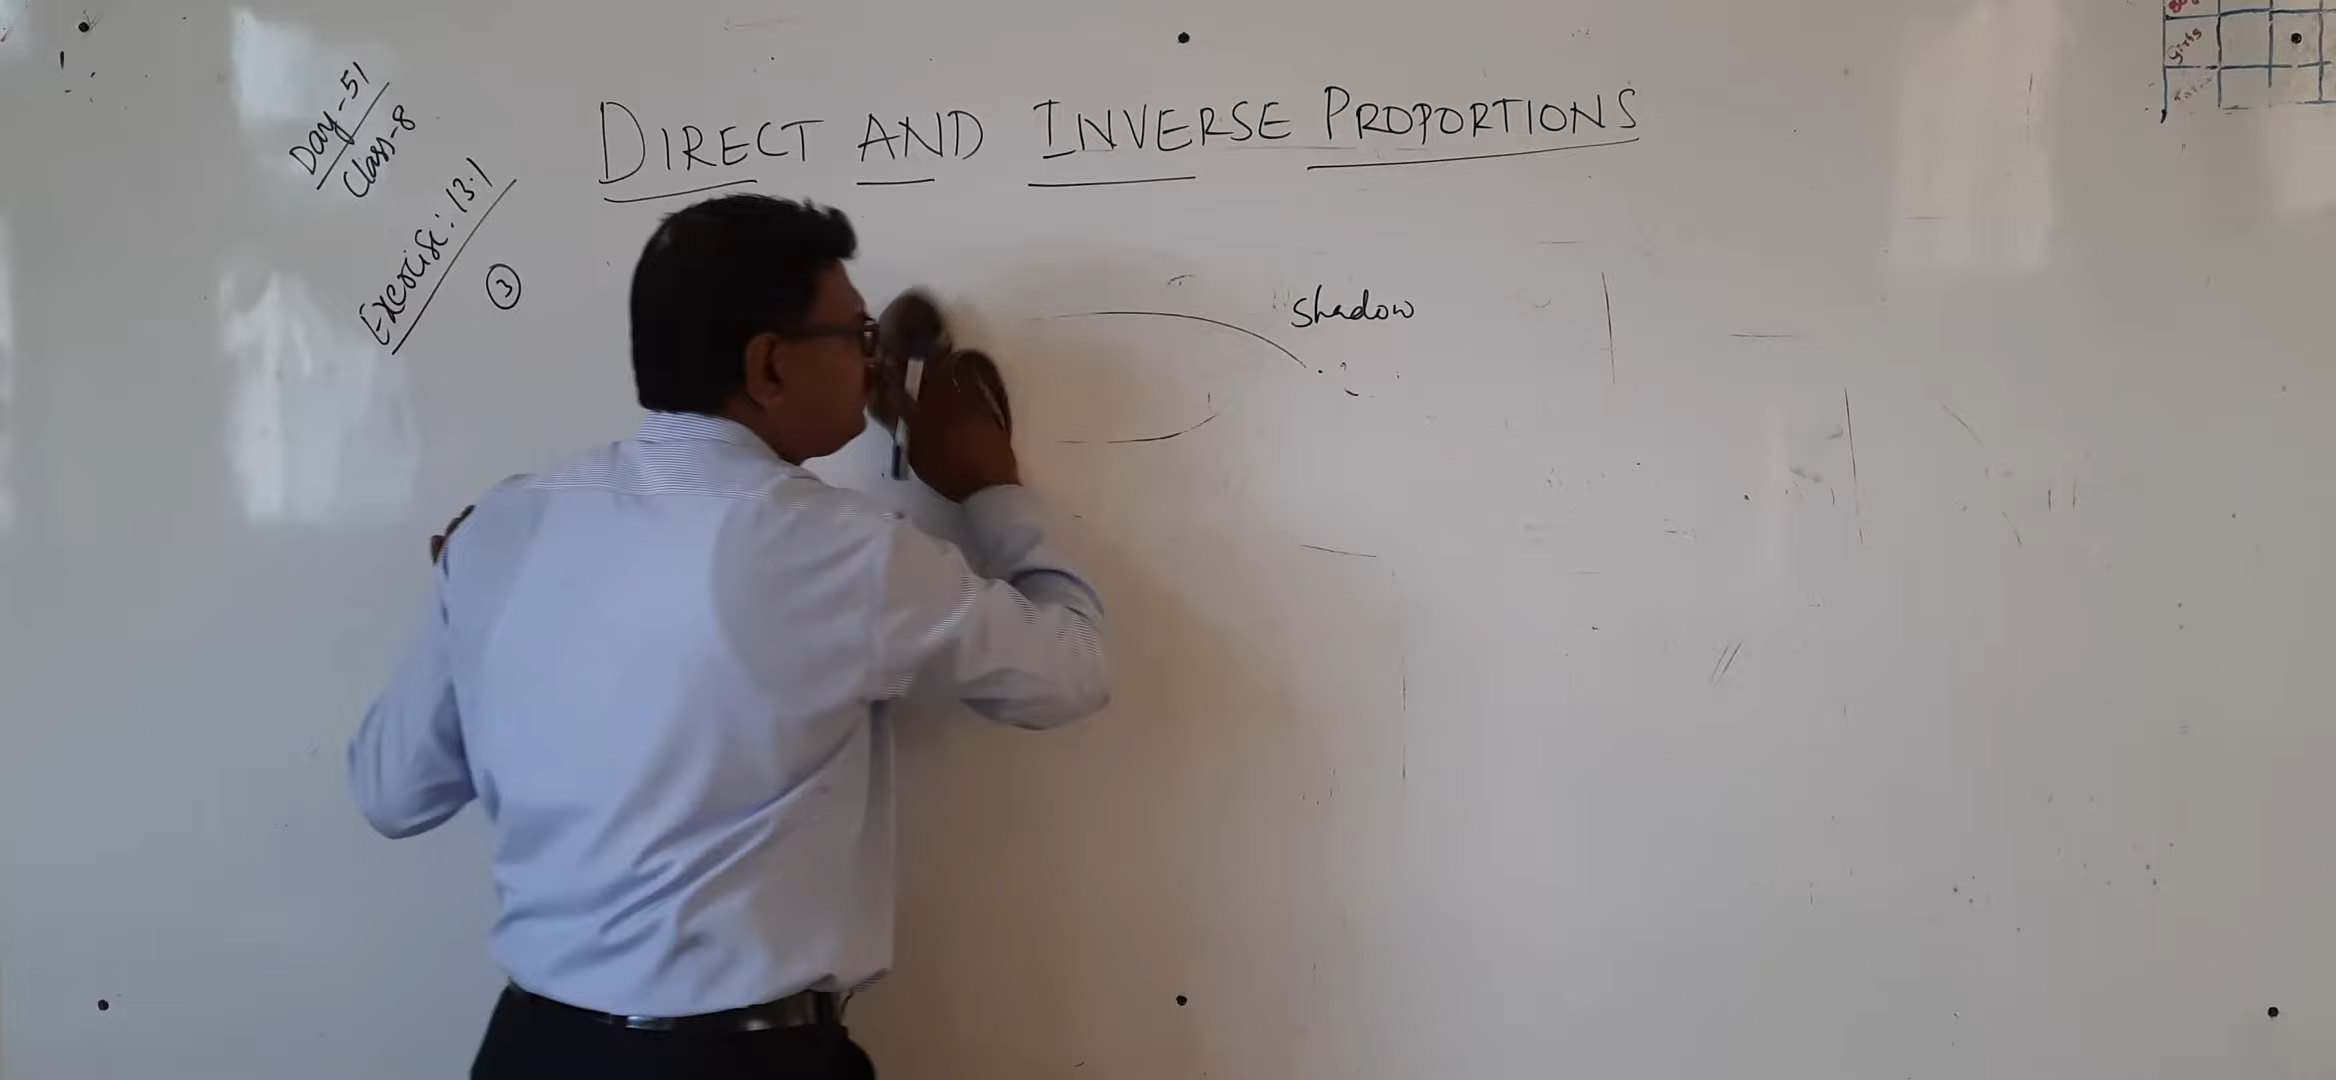 Day-51
Class-8
Exercise: 13.1
3
DIRECT AND INVERSE PROPORTIONS
Shadow
Girls